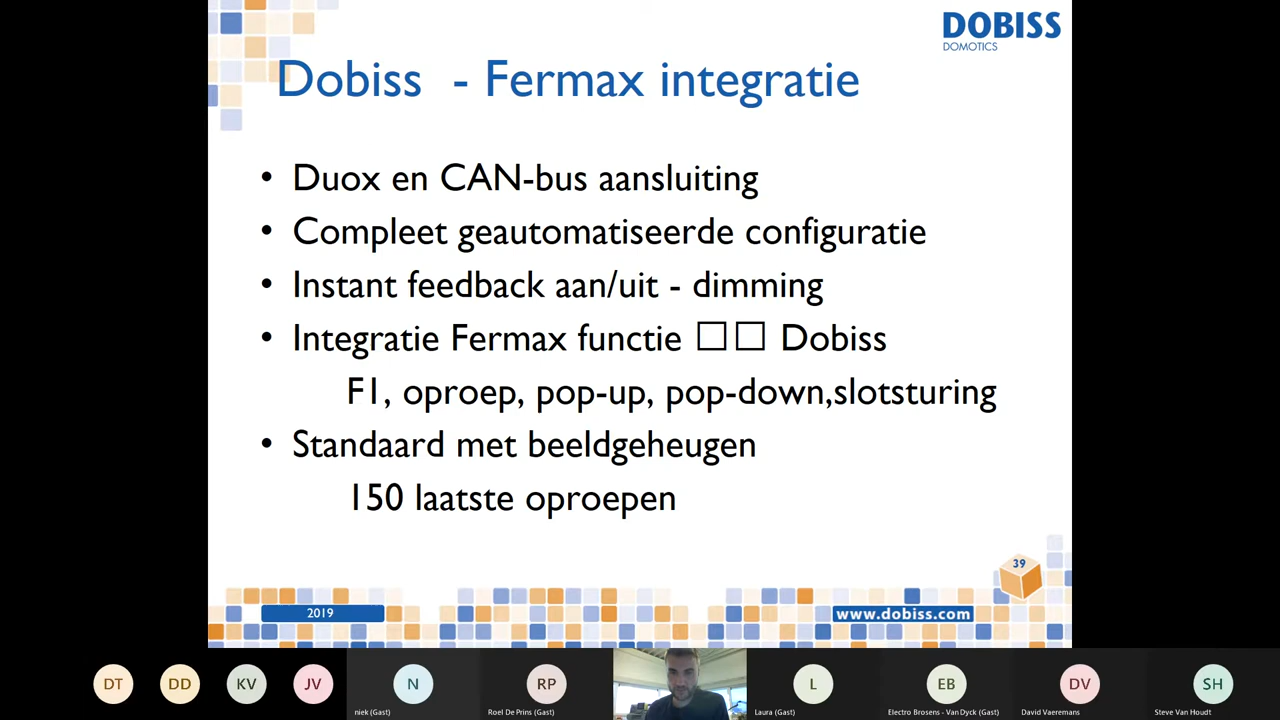 DOBISS
DOMOTICS
Dobiss - Fermax integratie
• Duox en CAN-bus aansluiting
• Compleet geautomatiseerde configuratie
• Instant feedback aan/uit - dimming
• Integratie Fermax functie □□ Dobiss
F1, oproep, pop-up, pop-down,slotsturing
• Standaard met beeldgeheugen
150 laatste oproepen
39
2019
www.dobiss.com
DT DD KV JV N RP L EB DV SH
niek (Gast) Roel De Prins (Gast) Laura (Gast) Electro Brosens - Van Dyck (Gast) David Vaeremans Steve Van Houdt